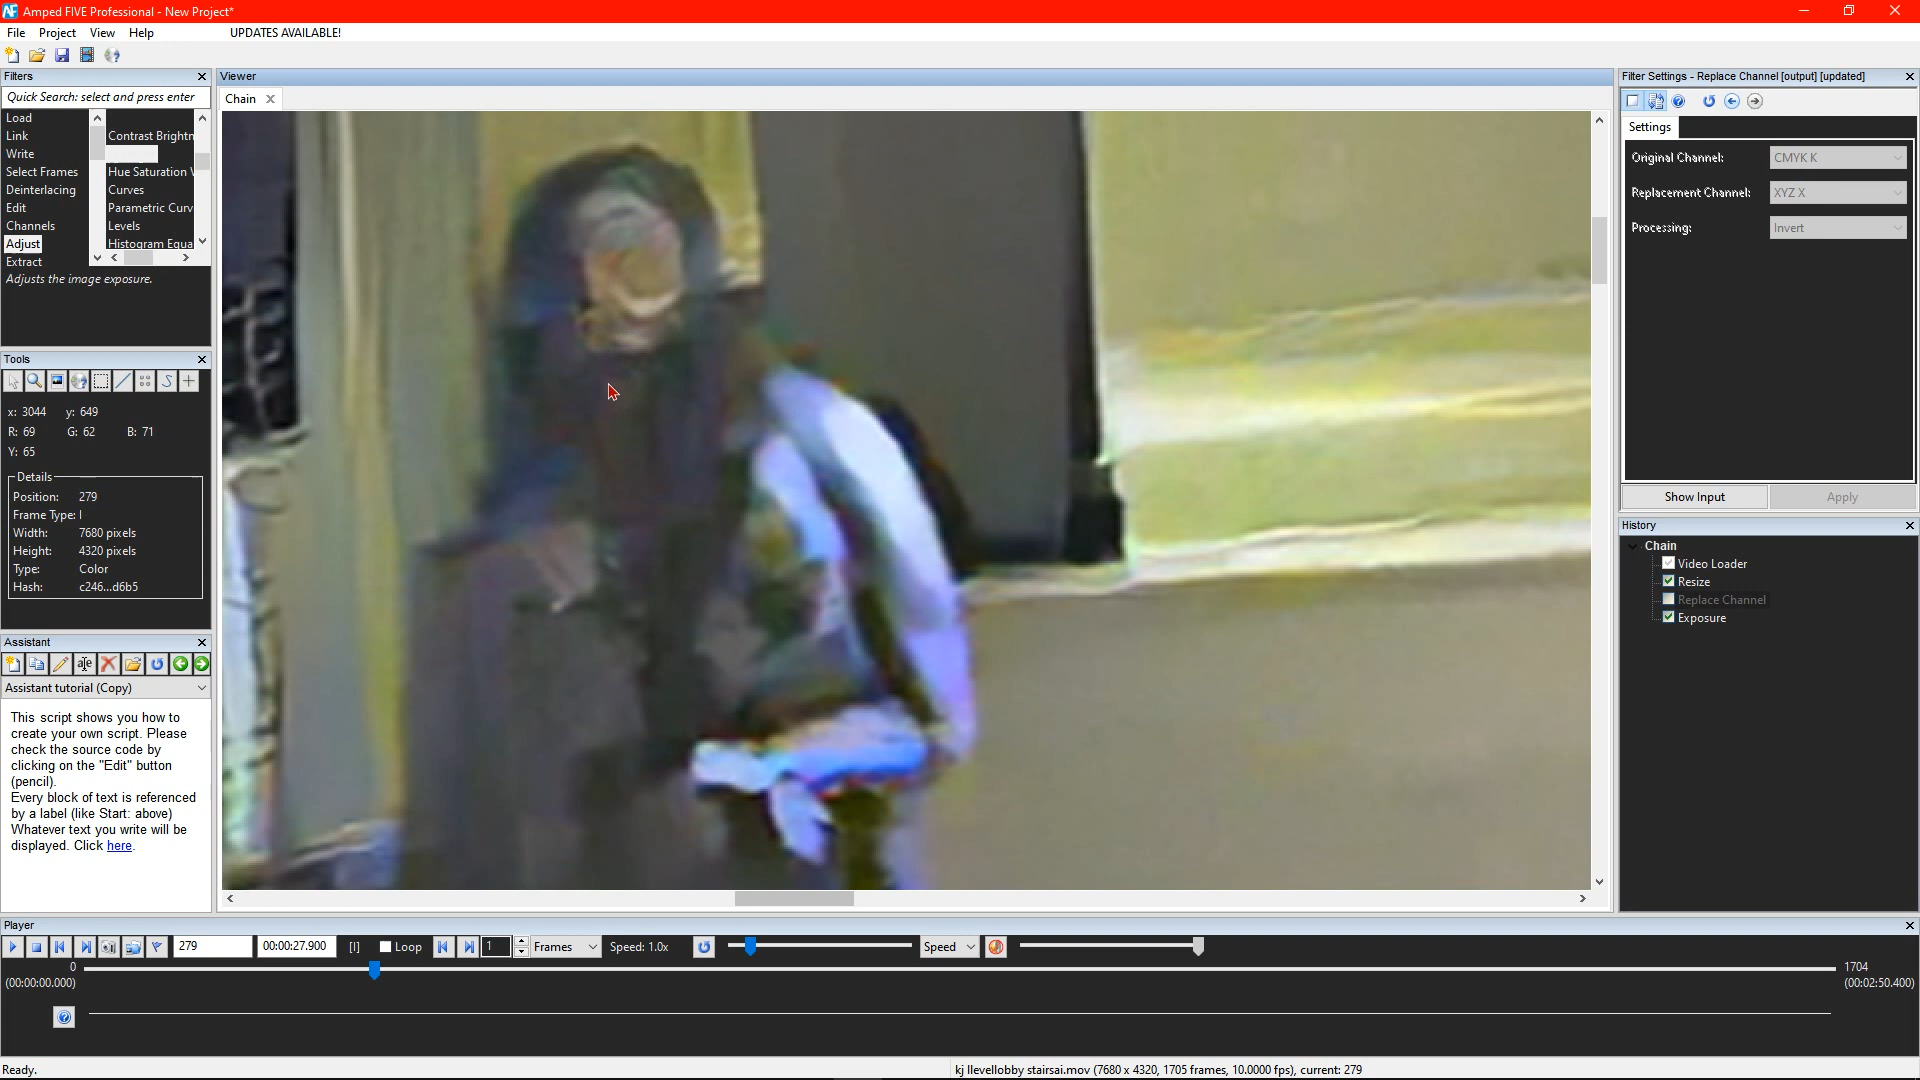 Amped FIVE Professional - New Project*
File Project View Help UPDATES AVAILABLE!
Filters
Quick Search: select and press enter
Load
Link
Write
Select Frames
Deinterlacing
Edit
Channels
Adjust
Extract
Contrast Brightn
Hue Saturation V
Curves
Parametric Curv
Levels
Histogram Equa
Adjusts the image exposure.
Tools
x: 3044 y: 649
R: 69 G: 62 B: 71
Y: 65
Details
Position: 279
Frame Type: I
Width: 7680 pixels
Height: 4320 pixels
Type: Color
Hash: c246...d6b5
Assistant
Assistant tutorial (Copy)
This script shows you how to
create your own script. Please
check the source code by
clicking on the "Edit" button
(pencil).
Every block of text is referenced
by a label (like Start: above)
Whatever text you write will be
displayed. Click here.
Viewer
Chain
Filter Settings - Replace Channel [output] [updated]
Settings
Original Channel: CMYK K
Replacement Channel: XYZ X
Processing: Invert
Show Input Apply
History
Chain
Video Loader
Resize
Replace Channel
Exposure
Player
279 00:00:27.900 [I] Loop 1 Frames Speed: 1.0x Speed
0 1704
(00:00:00.000) (00:02:50.400)
Ready. kj llevellobby stairsai.mov (7680 x 4320, 1705 frames, 10.0000 fps), current: 279